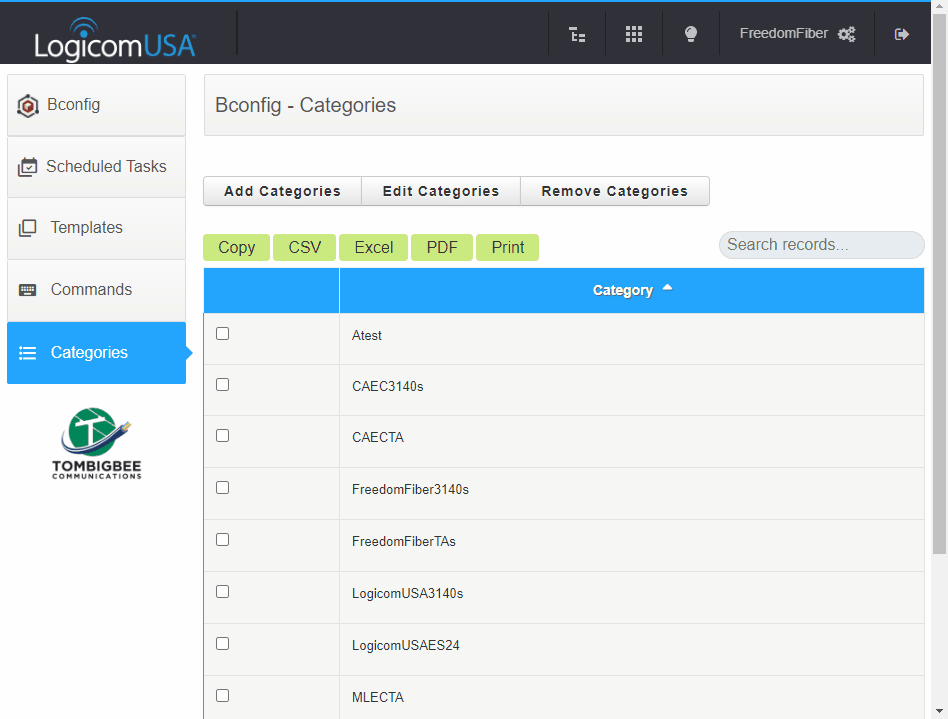 LogicomUSA
FreedomFiber
Bconfig
Scheduled Tasks
Templates
Commands
Categories
TOMBIGBEE
COMMUNICATIONS
Bconfig - Categories
Add Categories Edit Categories Remove Categories
Copy CSV Excel PDF Print Search records...
Category
Atest
CAEC3140s
CAECTA
FreedomFiber3140s
FreedomFiberTAs
LogicomUSA3140s
LogicomUSAES24
MLECTA